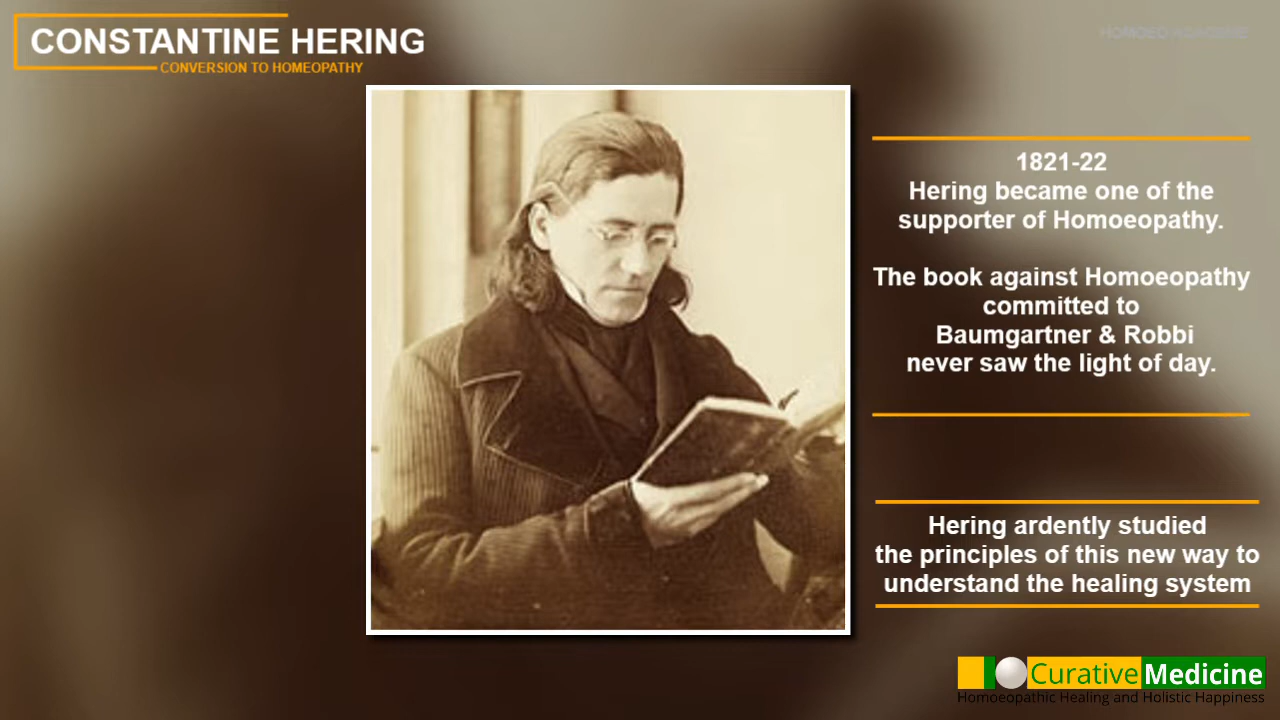 CONSTANTINE HERING
CONVERSION TO HOMEOPATHY
HOMOEO ACADEMIE
1821-22
Hering became one of the
supporter of Homoeopathy.
The book against Homoeopathy
committed to
Baumgartner & Robbi
never saw the light of day.
Hering ardently studied
the principles of this new way to
understand the healing system
Curative Medicine
Homoeopathic Healing and Holistic Happiness